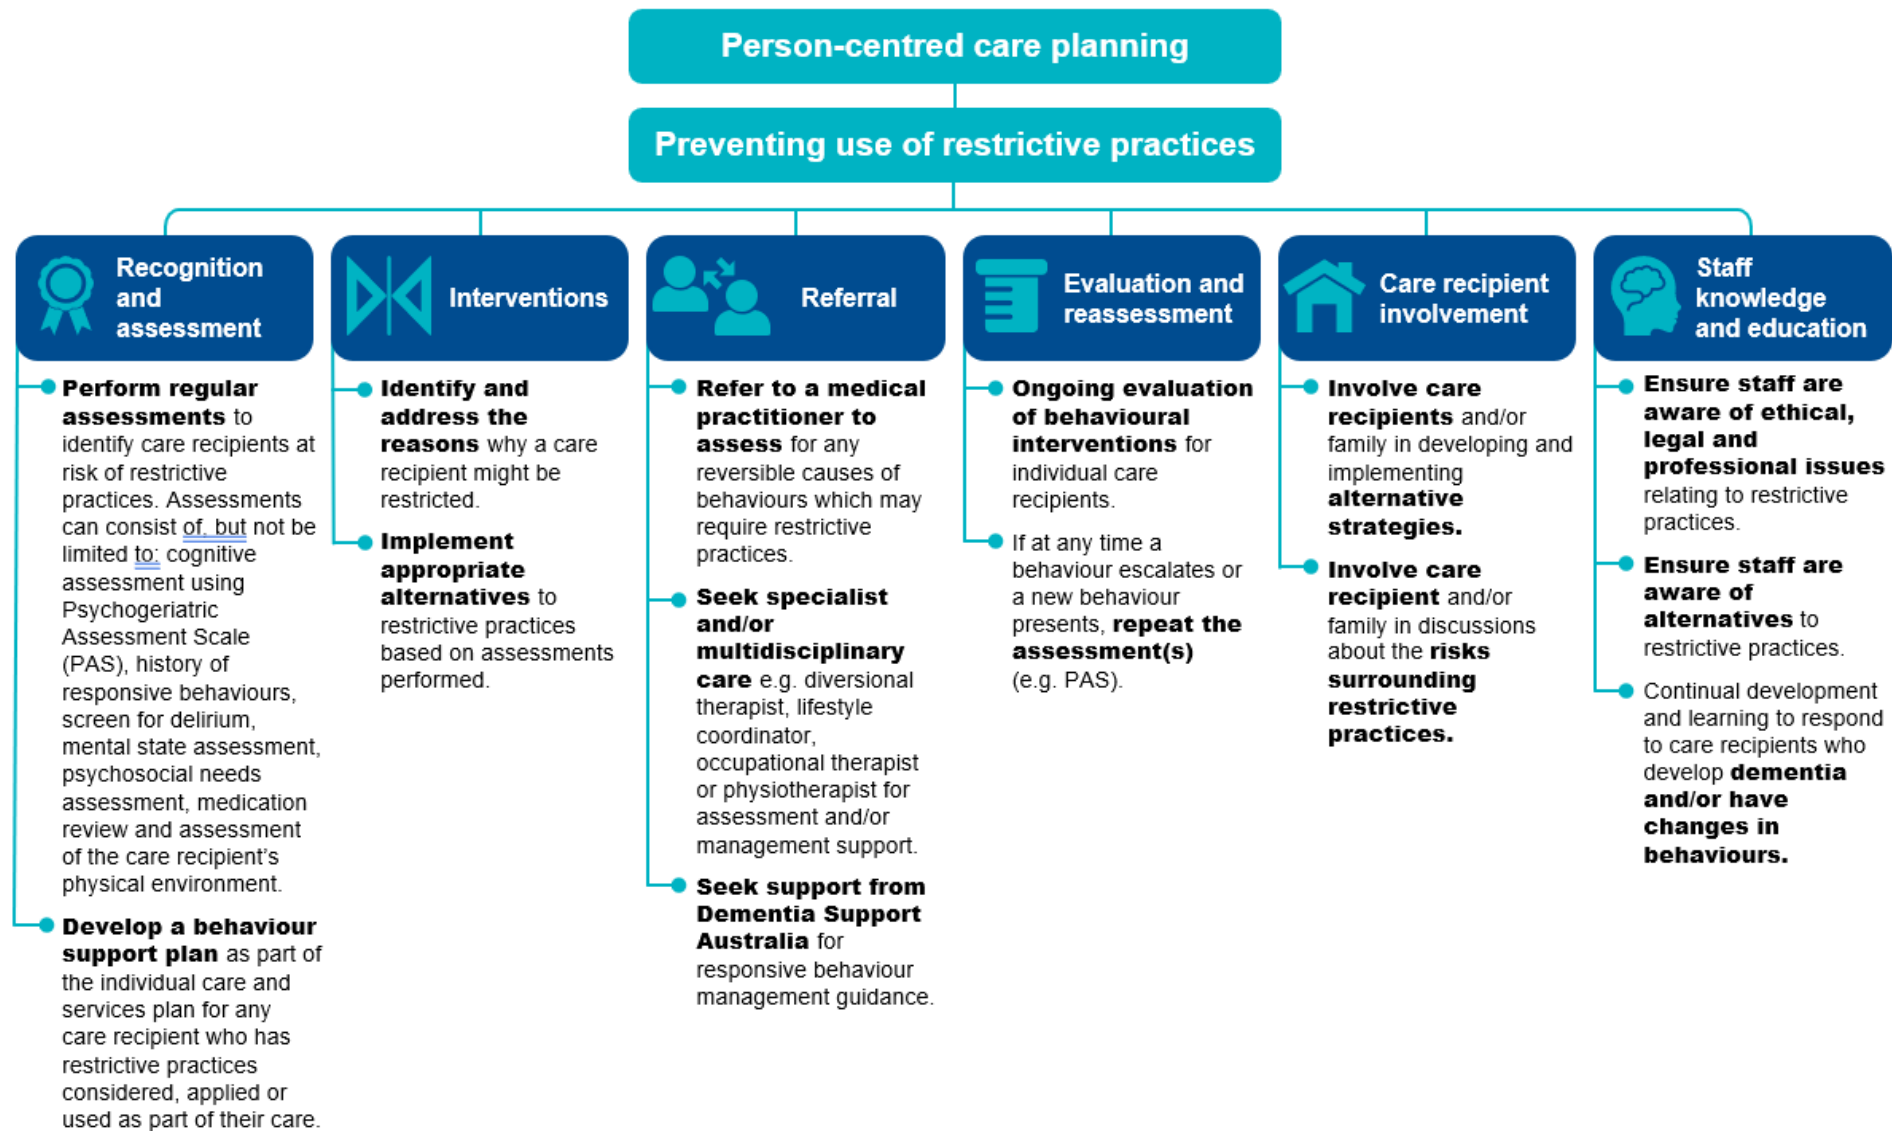 Person-centred care planning
Preventing use of restrictive practices
Recognition
and
assessment
Perform regular
assessments to
identify care recipients at
risk of restrictive
practices. Assessments
can consist of, but not be
limited to: cognitive
assessment using
Psychogeriatric
Assessment Scale
(PAS), history of
responsive behaviours,
screen for delirium,
mental state assessment,
psychosocial needs
assessment, medication
review and assessment
of the care recipient's
physical environment.
Develop a behaviour
support plan as part of
the individual care and
services plan for any
care recipient who has
restrictive practices
considered, applied or
used as part of their care.
Interventions
Identify and
address the
reasons why a care
recipient might be
restricted.
Implement
appropriate
alternatives to
restrictive practices
based on assessments
performed.
Referral
Refer to a medical
practitioner to
assess for any
reversible causes of
behaviours which may
require restrictive
practices.
Seek specialist
and/or
multidisciplinary
care e.g. diversional
therapist, lifestyle
coordinator,
occupational therapist
or physiotherapist for
assessment and/or
management support.
Seek support from
Dementia Support
Australia for
responsive behaviour
management guidance.
Evaluation and
reassessment
Ongoing evaluation
of behavioural
interventions for
individual care
recipients.
If at any time a
behaviour escalates or
a new behaviour
presents, repeat the
assessment(s)
(e.g. PAS).
Care recipient
involvement
Involve care
recipients and/or
family in developing and
implementing
alternative
strategies.
Involve care
recipient and/or
family in discussions
about the risks
surrounding
restrictive
practices.
Staff
knowledge
and education
Ensure staff are
aware of ethical,
legal and
professional issues
relating to restrictive
practices.
Ensure staff are
aware of
alternatives to
restrictive practices.
Continual development
and learning to respond
to care recipients who
develop dementia
and/or have
changes in
behaviours.